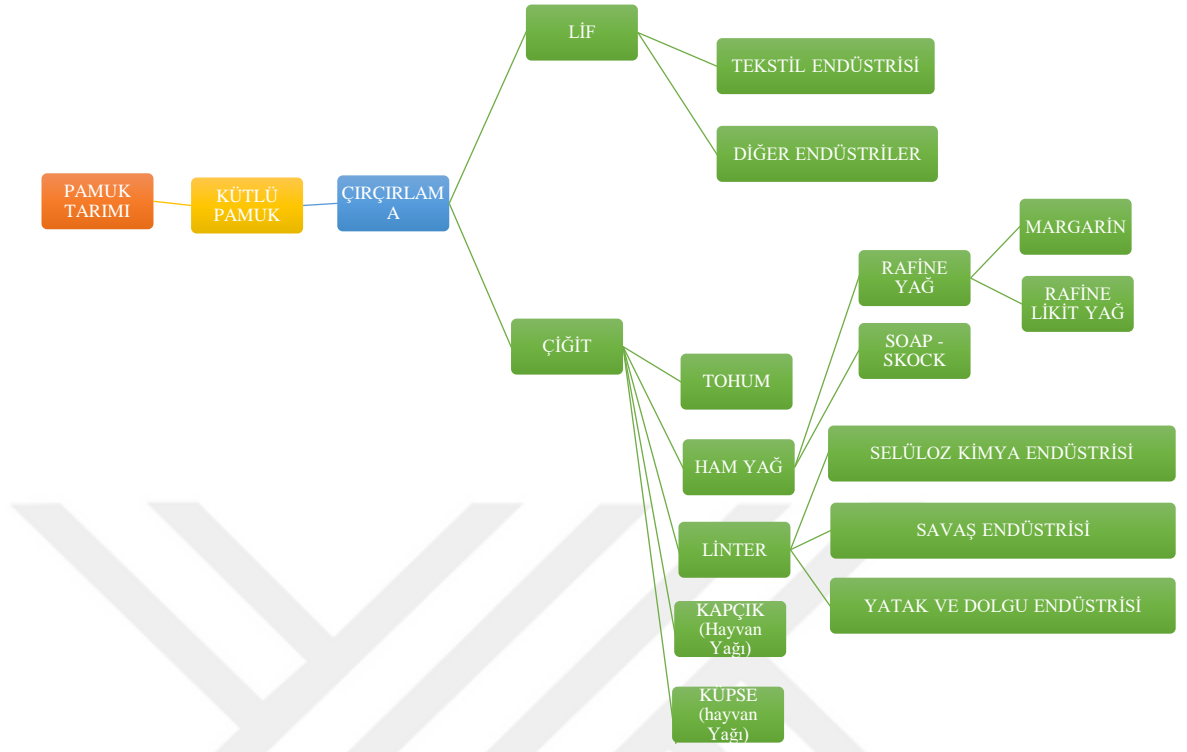 LİF
TEKSTİL ENDÜSTRİSİ
DİĞER ENDÜSTRİLER
PAMUK
TARIMI
KÜTLÜ
PAMUK
ÇIRÇIRLAM
A
ÇİĞİT
TOHUM
HAM YAĞ
RAFİNE
YAĞ
MARGARİN
RAFİNE
LİKİT YAĞ
SOAP -
SKOCK
LİNTER
SELÜLOZ KİMYA ENDÜSTRİSİ
SAVAŞ ENDÜSTRİSİ
YATAK VE DOLGU ENDÜSTRİSİ
KAPÇIK
(Hayvan
Yağı)
KÜPSE
(hayvan
Yağı)